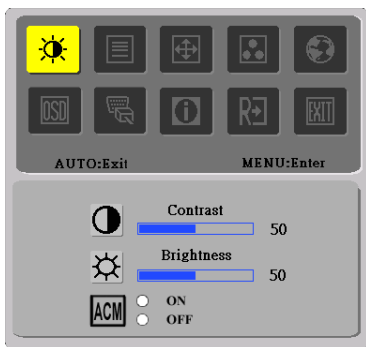 OSD i R EXIT
AUTO:Exit MENU:Enter
Contrast
50
Brightness
50
ACM ON
OFF